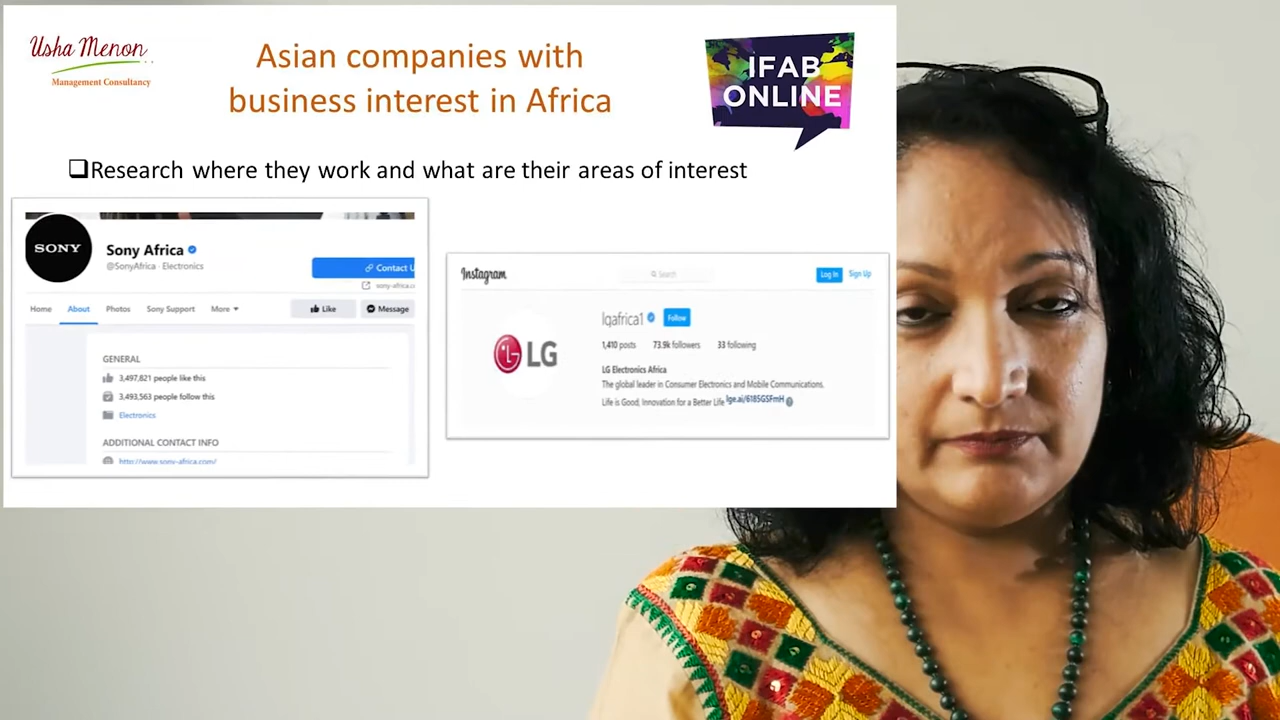 Usha Menon
Management Consultancy
Asian companies with
business interest in Africa
IFAB
ONLINE
❑Research where they work and what are their areas of interest
SONY
Sony Africa
@SonyAfrica · Electronics
Contact U
sony-africa.c
Home About Photos Sony Support More
Like Message
GENERAL
3,497,821 people like this
3,493,563 people follow this
Electronics
ADDITIONAL CONTACT INFO
http://www.sony-africa.com/
Instagram
Search
Log In Sign Up
lgafrica1 Follow
1,410 posts 73.9k followers 33 following
LG
LG Electronics Africa
The global leader in Consumer Electronics and Mobile Communications.
Life is Good, Innovation for a Better Life.